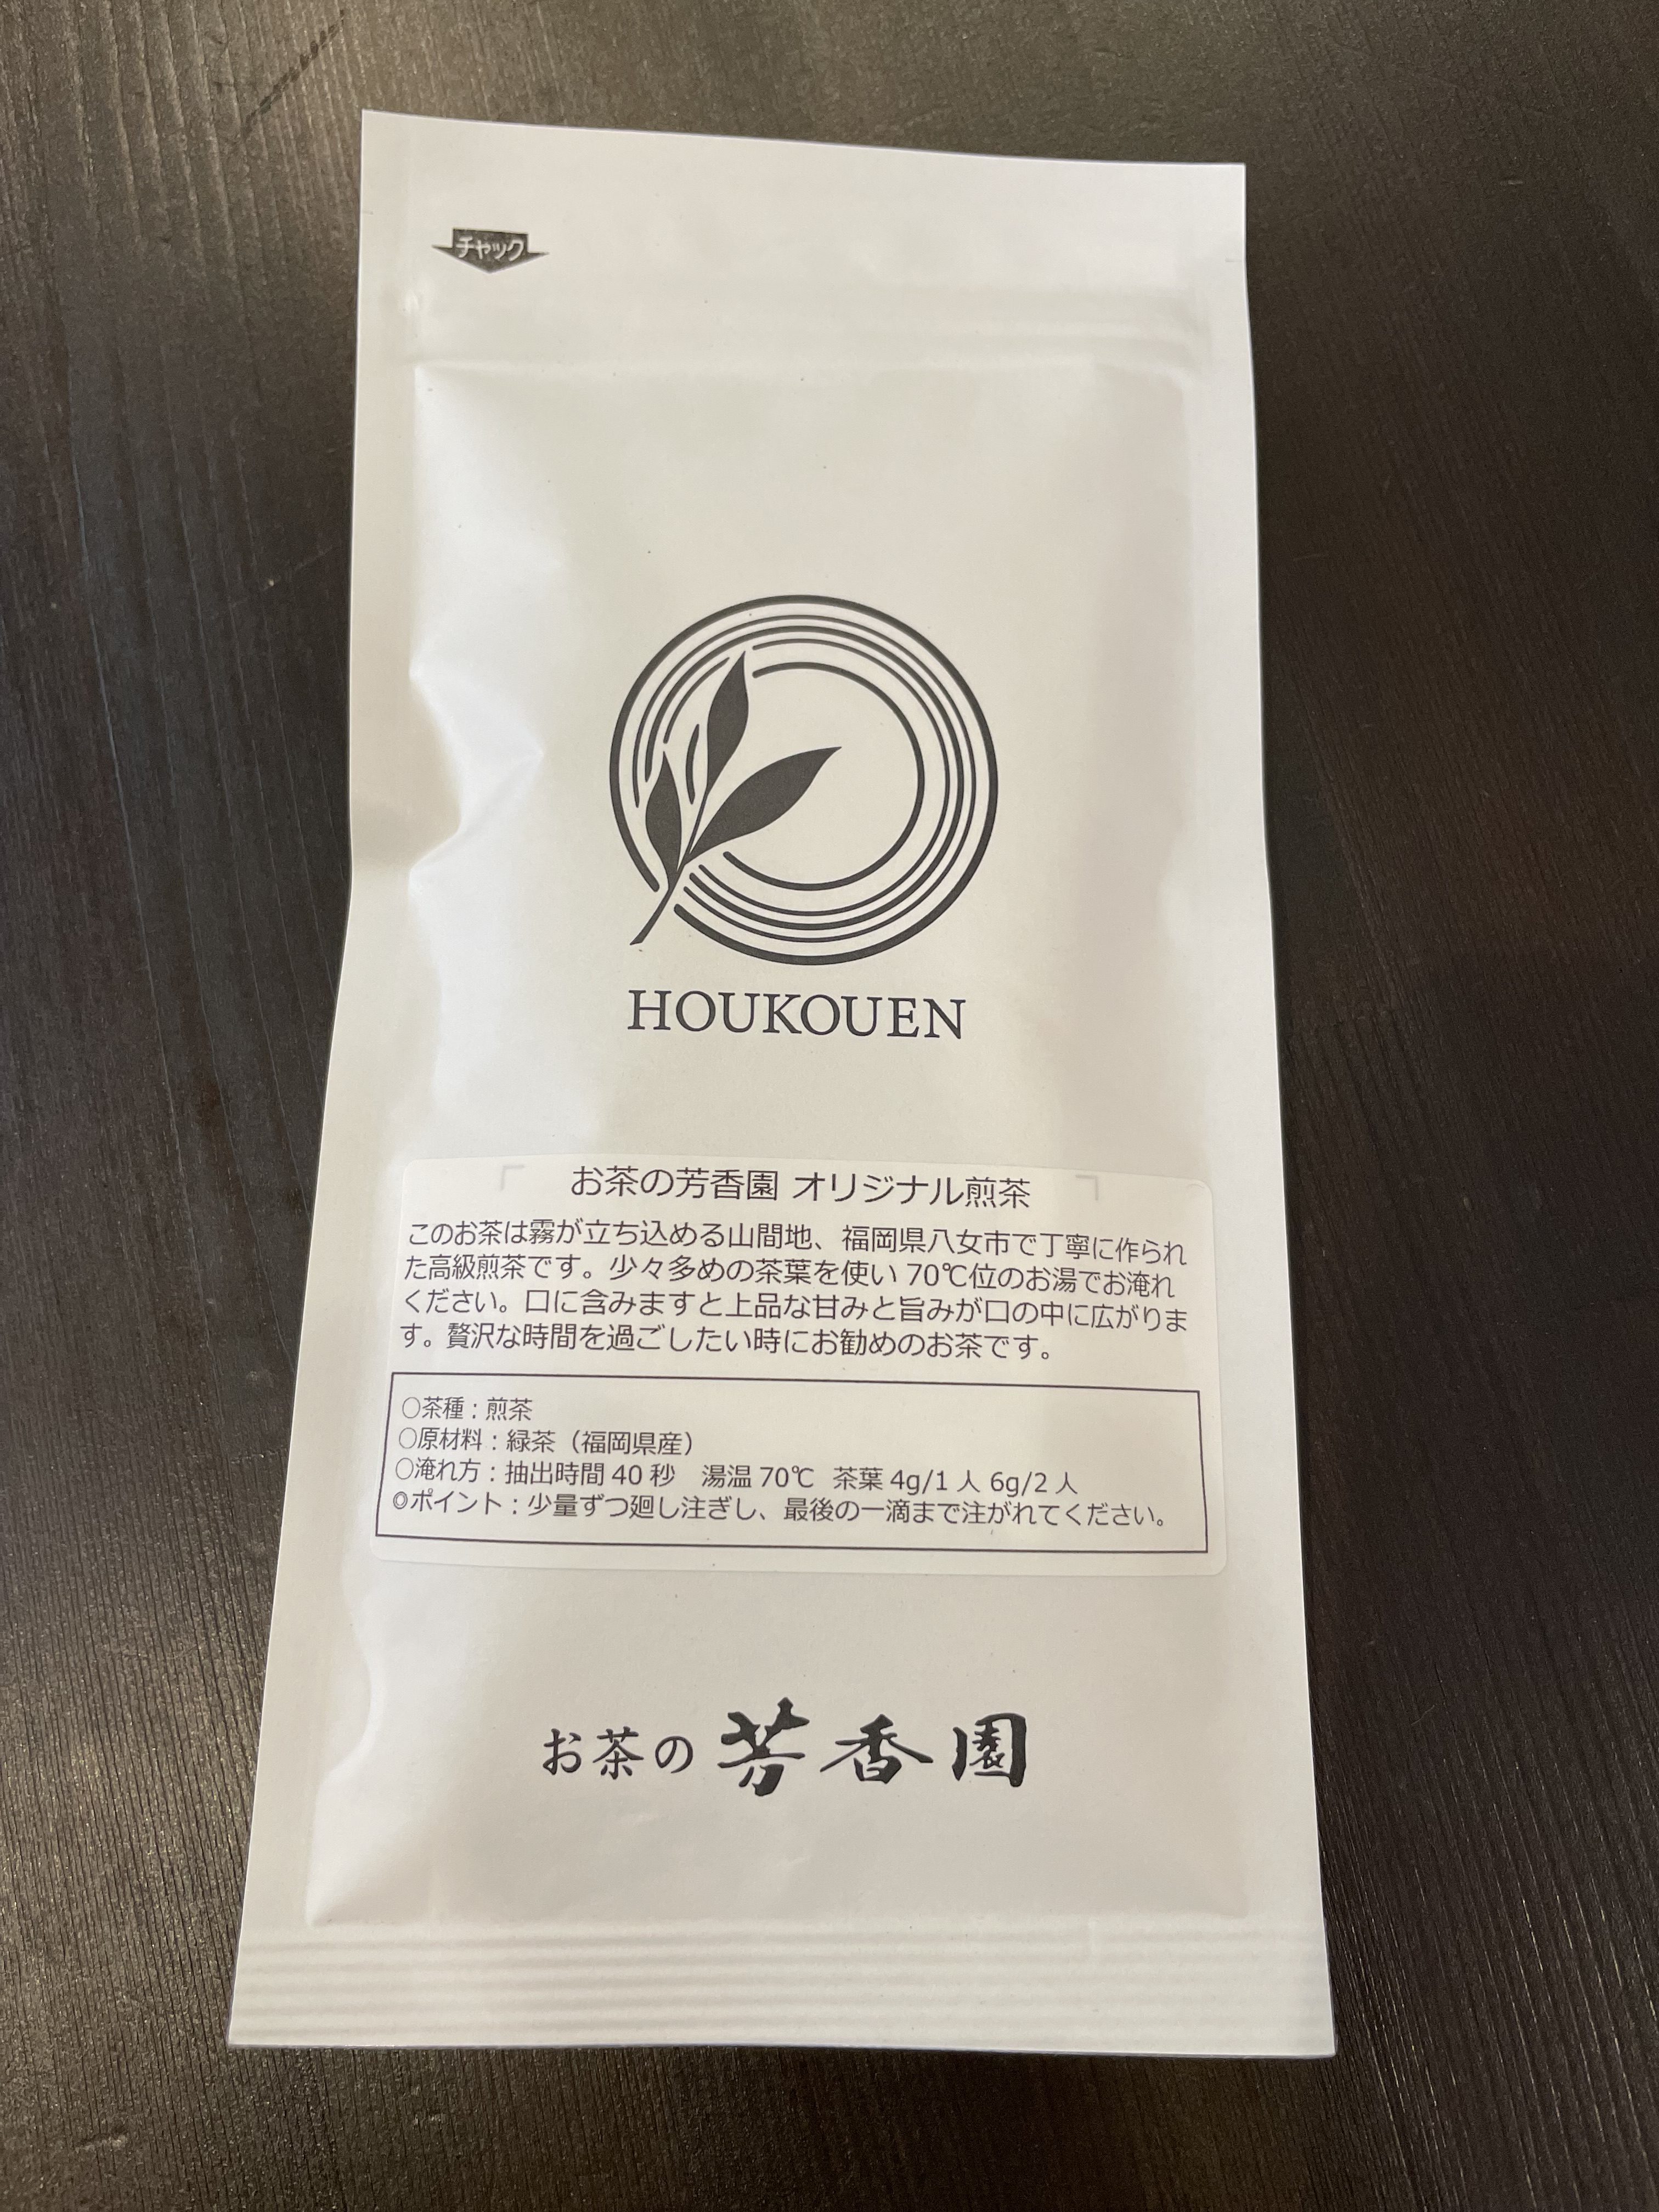 チャック
HOUKOUEN
お茶の芳香園 オリジナル煎茶
このお茶は霧が立ち込める山間地、福岡県八女市で丁寧に作られ
た高級煎茶です。少々多めの茶葉を使い 70℃位のお湯でお淹れ
ください。口に含みますと上品な甘みと旨みが口の中に広がりま
す。贅沢な時間を過ごしたい時にお勧めのお茶です。
○茶種：煎茶
○原材料：緑茶（福岡県産）
○淹れ方：抽出時間 40 秒　湯温 70℃　茶葉 4g/1 人 6g/2 人
◎ポイント：少量ずつ廻し注ぎし、最後の一滴まで注がれてください。
お茶の 芳香園